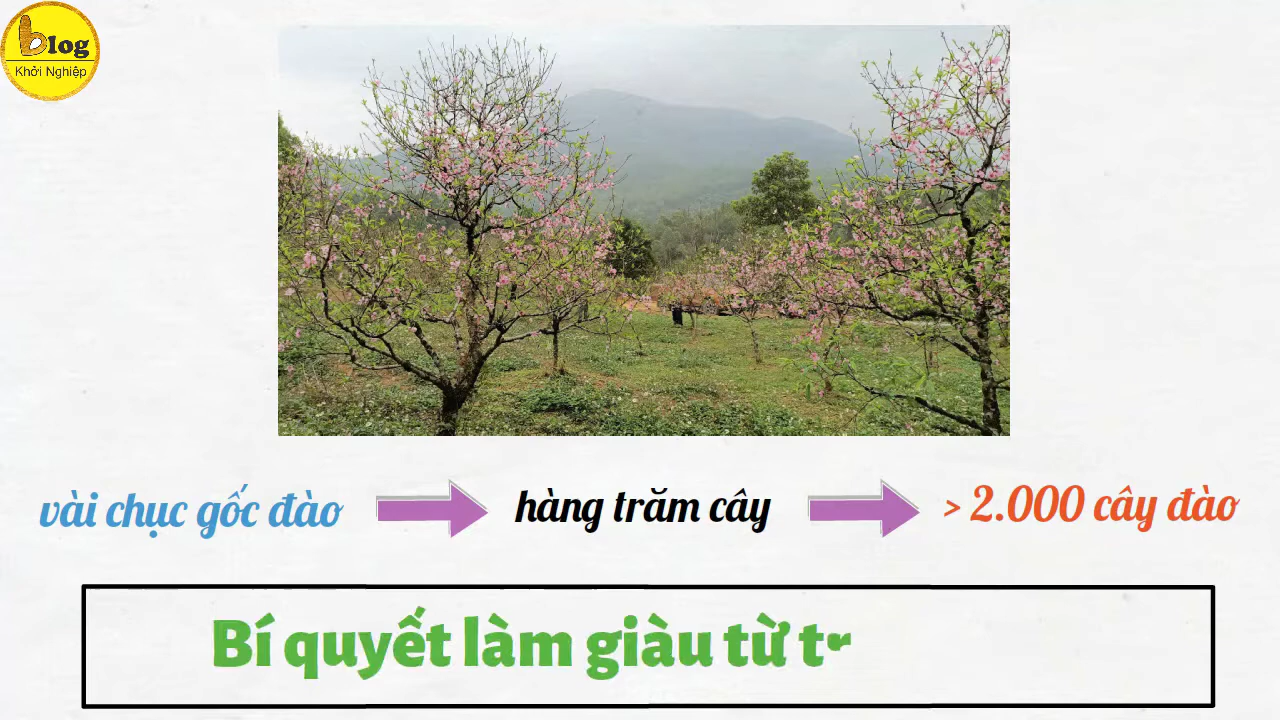 blog
Khởi Nghiệp
vài chục gốc đào
hàng trăm cây
> 2.000 cây đào
Bí quyết làm giàu từ tr